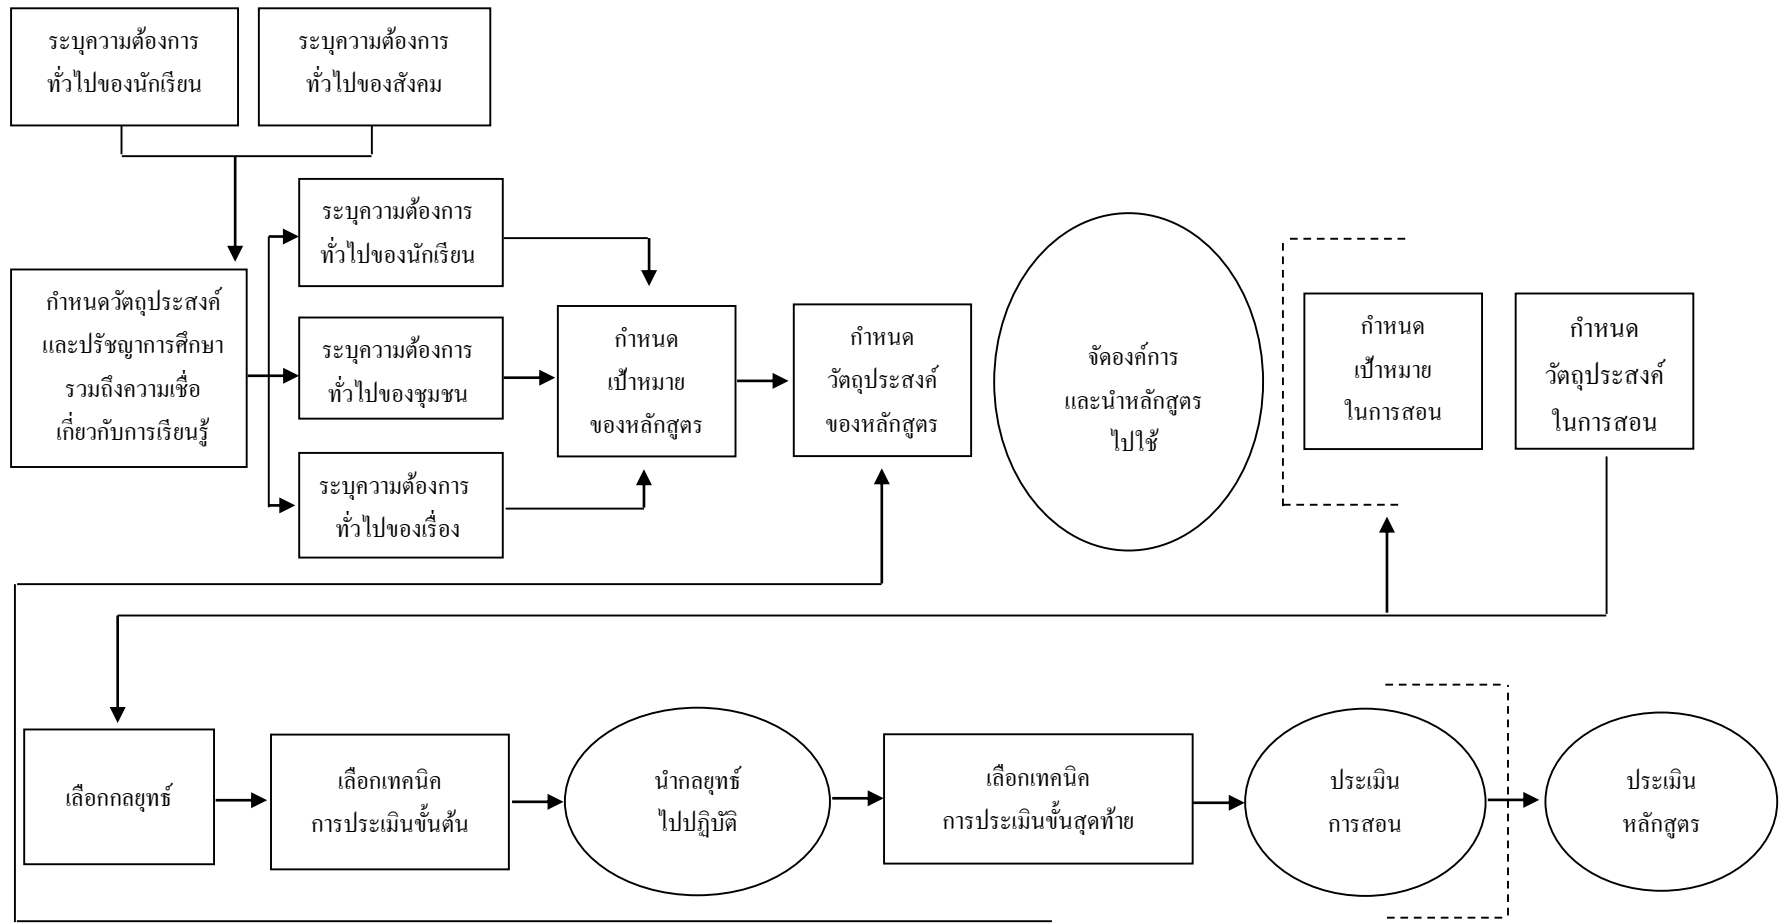 ระบุความต้องการ
ทั่วไปของนักเรียน
ระบุความต้องการ
ทั่วไปของสังคม
ระบุความต้องการ
ทั่วไปของนักเรียน
กำหนดวัตถุประสงค์
และปรัชญาการศึกษา
รวมถึงความเชื่อ
เกี่ยวกับการเรียนรู้
ระบุความต้องการ
ทั่วไปของชุมชน
ระบุความต้องการ
ทั่วไปของเรื่อง
กำหนด
เป้าหมาย
ของหลักสูตร
กำหนด
วัตถุประสงค์
ของหลักสูตร
จัดองค์การ
และนำหลักสูตร
ไปใช้
กำหนด
เป้าหมาย
ในการสอน
กำหนด
วัตถุประสงค์
ในการสอน
เลือกกลยุทธ์
เลือกเทคนิค
การประเมินขั้นต้น
นำกลยุทธ์
ไปปฏิบัติ
เลือกเทคนิค
การประเมินขั้นสุดท้าย
ประเมิน
การสอน
ประเมิน
หลักสูตร